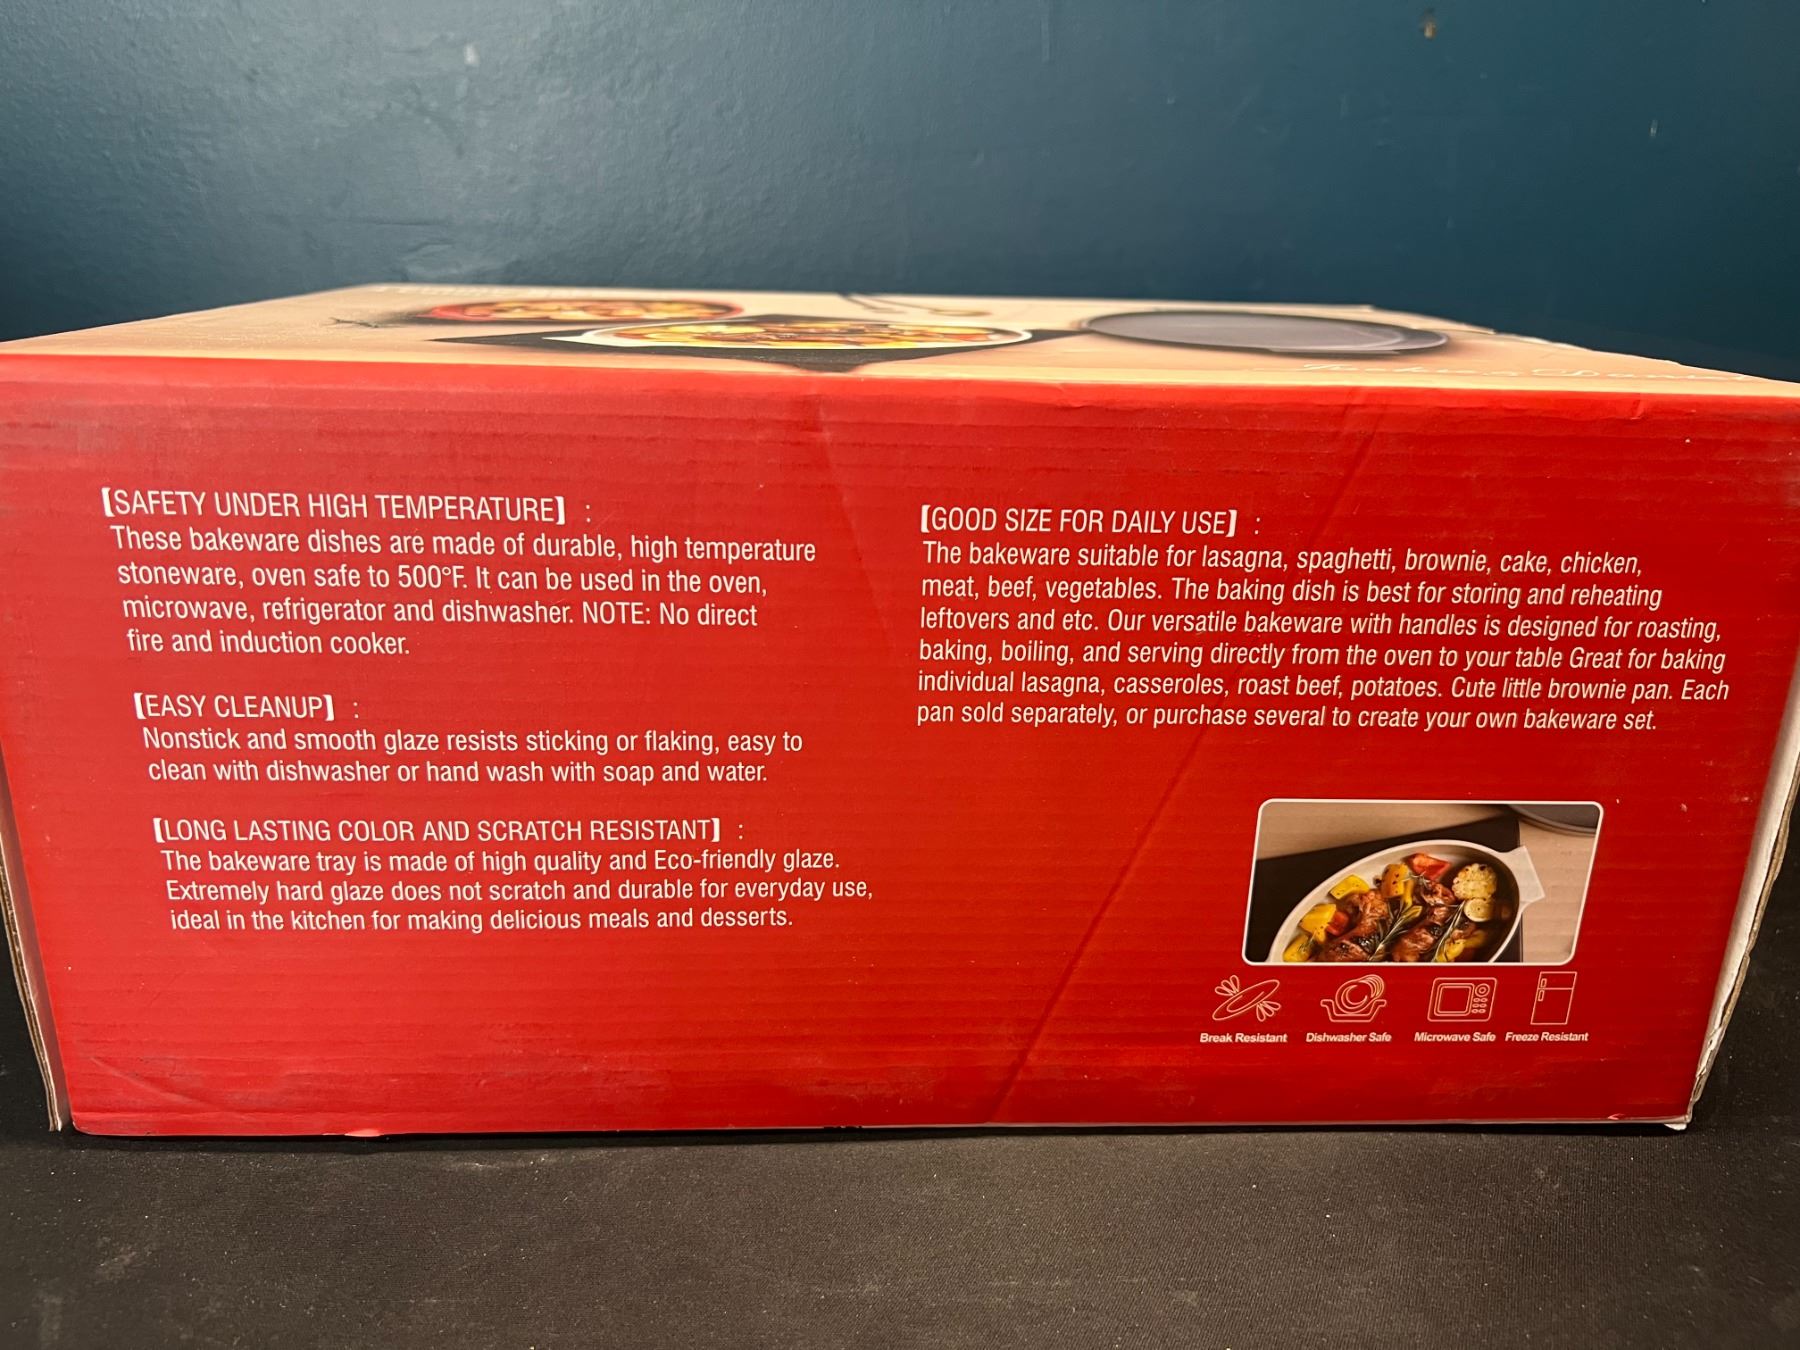 【SAFETY UNDER HIGH TEMPERATURE】 :
These bakeware dishes are made of durable, high temperature
stoneware, oven safe to 500°F. It can be used in the oven,
microwave, refrigerator and dishwasher. NOTE: No direct
fire and induction cooker.
【EASY CLEANUP】 :
Nonstick and smooth glaze resists sticking or flaking, easy to
clean with dishwasher or hand wash with soap and water.
【LONG LASTING COLOR AND SCRATCH RESISTANT】 :
The bakeware tray is made of high quality and Eco-friendly glaze.
Extremely hard glaze does not scratch and durable for everyday use,
ideal in the kitchen for making delicious meals and desserts.
【GOOD SIZE FOR DAILY USE】 :
The bakeware suitable for lasagna, spaghetti, brownie, cake, chicken,
meat, beef, vegetables. The baking dish is best for storing and reheating
leftovers and etc. Our versatile bakeware with handles is designed for roasting,
baking, boiling, and serving directly from the oven to your table Great for baking
individual lasagna, casseroles, roast beef, potatoes. Cute little brownie pan. Each
pan sold separately, or purchase several to create your own bakeware set.
Break Resistant Dishwasher Safe Microwave Safe Freeze Resistant